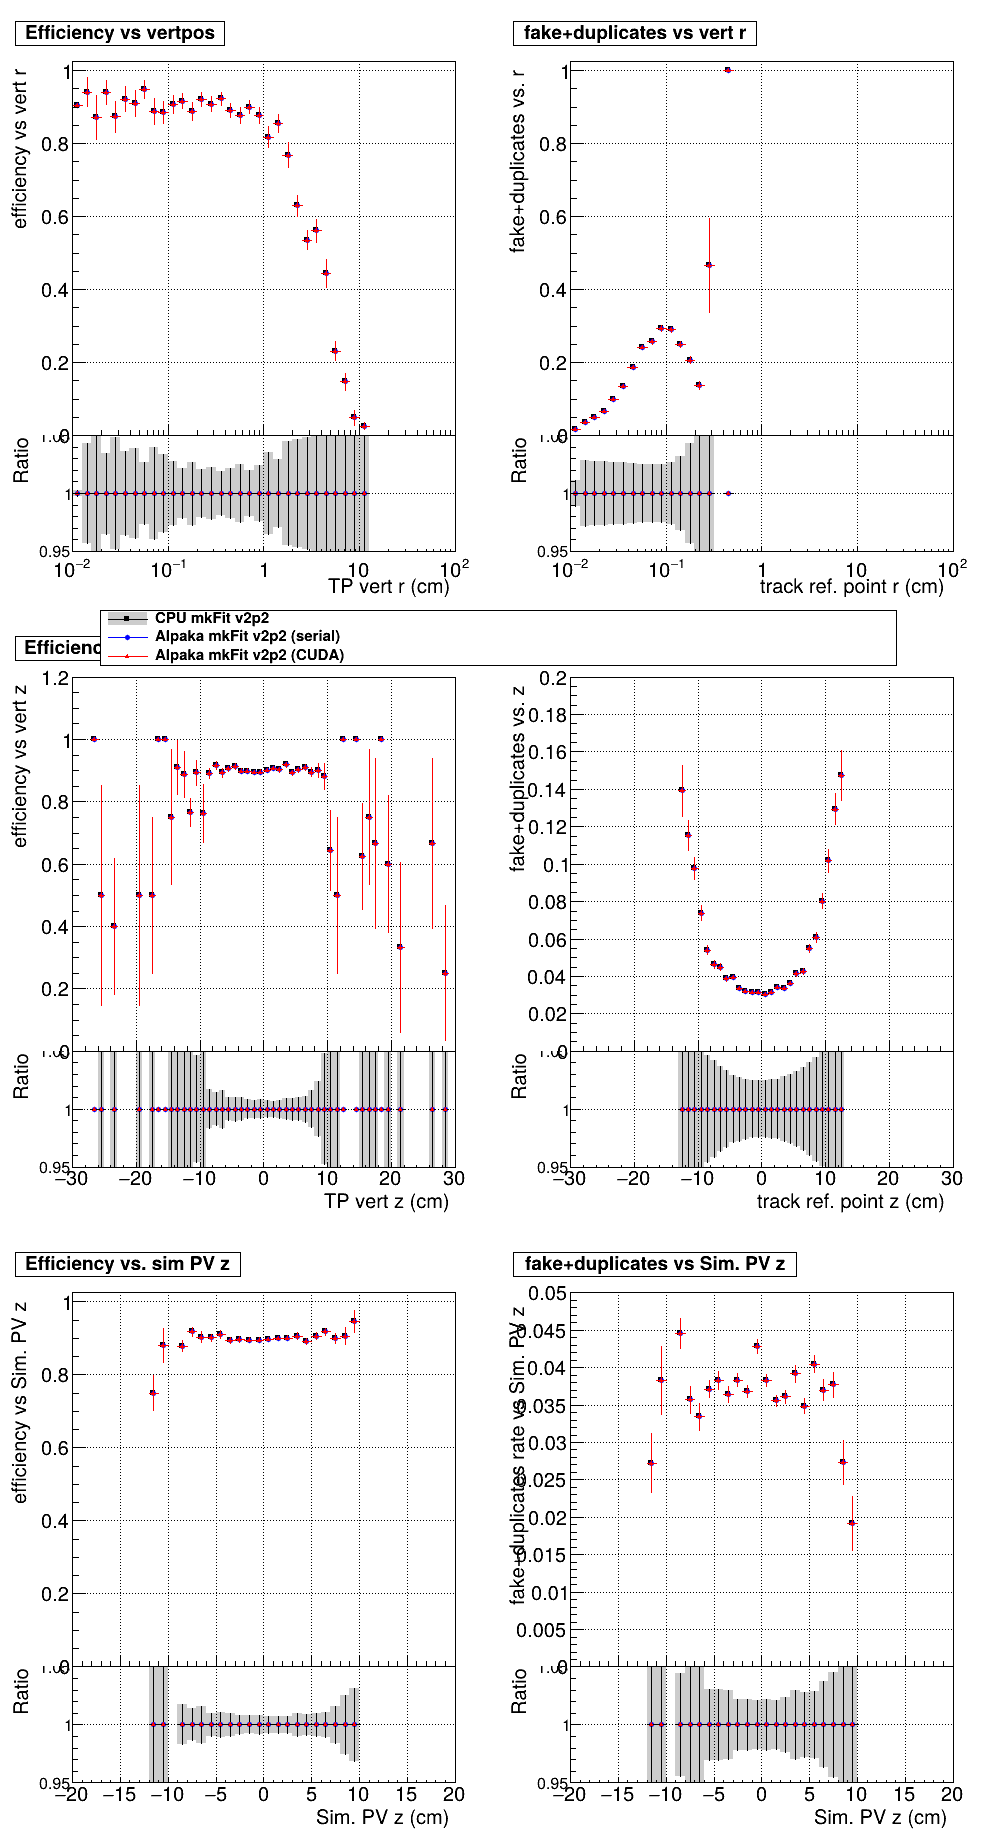 Efficiency vs vertpos
efficiency vs vert r
1
0.8
0.6
0.4
0.2
0
Ratio
1
0.95
10−2 10−1 1 10 102
TP vert r (cm)
fake+duplicates vs vert r
fake+duplicates vs. r
1
0.8
0.6
0.4
0.2
0
Ratio
1
0.95
10−2 10−1 1 10 102
track ref. point r (cm)
CPU mkFit v2p2
Alpaka mkFit v2p2 (serial)
Alpaka mkFit v2p2 (CUDA)
Efficienc
efficiency vs vert z
1.2
1
0.8
0.6
0.4
0.2
0
Ratio
1
0.95
−30 −20 −10 0 10 20 30
TP vert z (cm)
fake+duplicates vs. z
0.2
0.18
0.16
0.14
0.12
0.1
0.08
0.06
0.04
0.02
0
Ratio
1
0.95
−30 −20 −10 0 10 20 30
track ref. point z (cm)
Efficiency vs. sim PV z
efficiency vs Sim. PV z
1
0.8
0.6
0.4
0.2
0
Ratio
1
0.95
−20 −15 −10 −5 0 5 10 15 20
Sim. PV z (cm)
fake+duplicates vs Sim. PV z
fake+duplicates rate vs Sim. PV z
0.05
0.045
0.04
0.035
0.03
0.025
0.02
0.015
0.01
0.005
0
Ratio
1
0.95
−20 −15 −10 −5 0 5 10 15 20
Sim. PV z (cm)